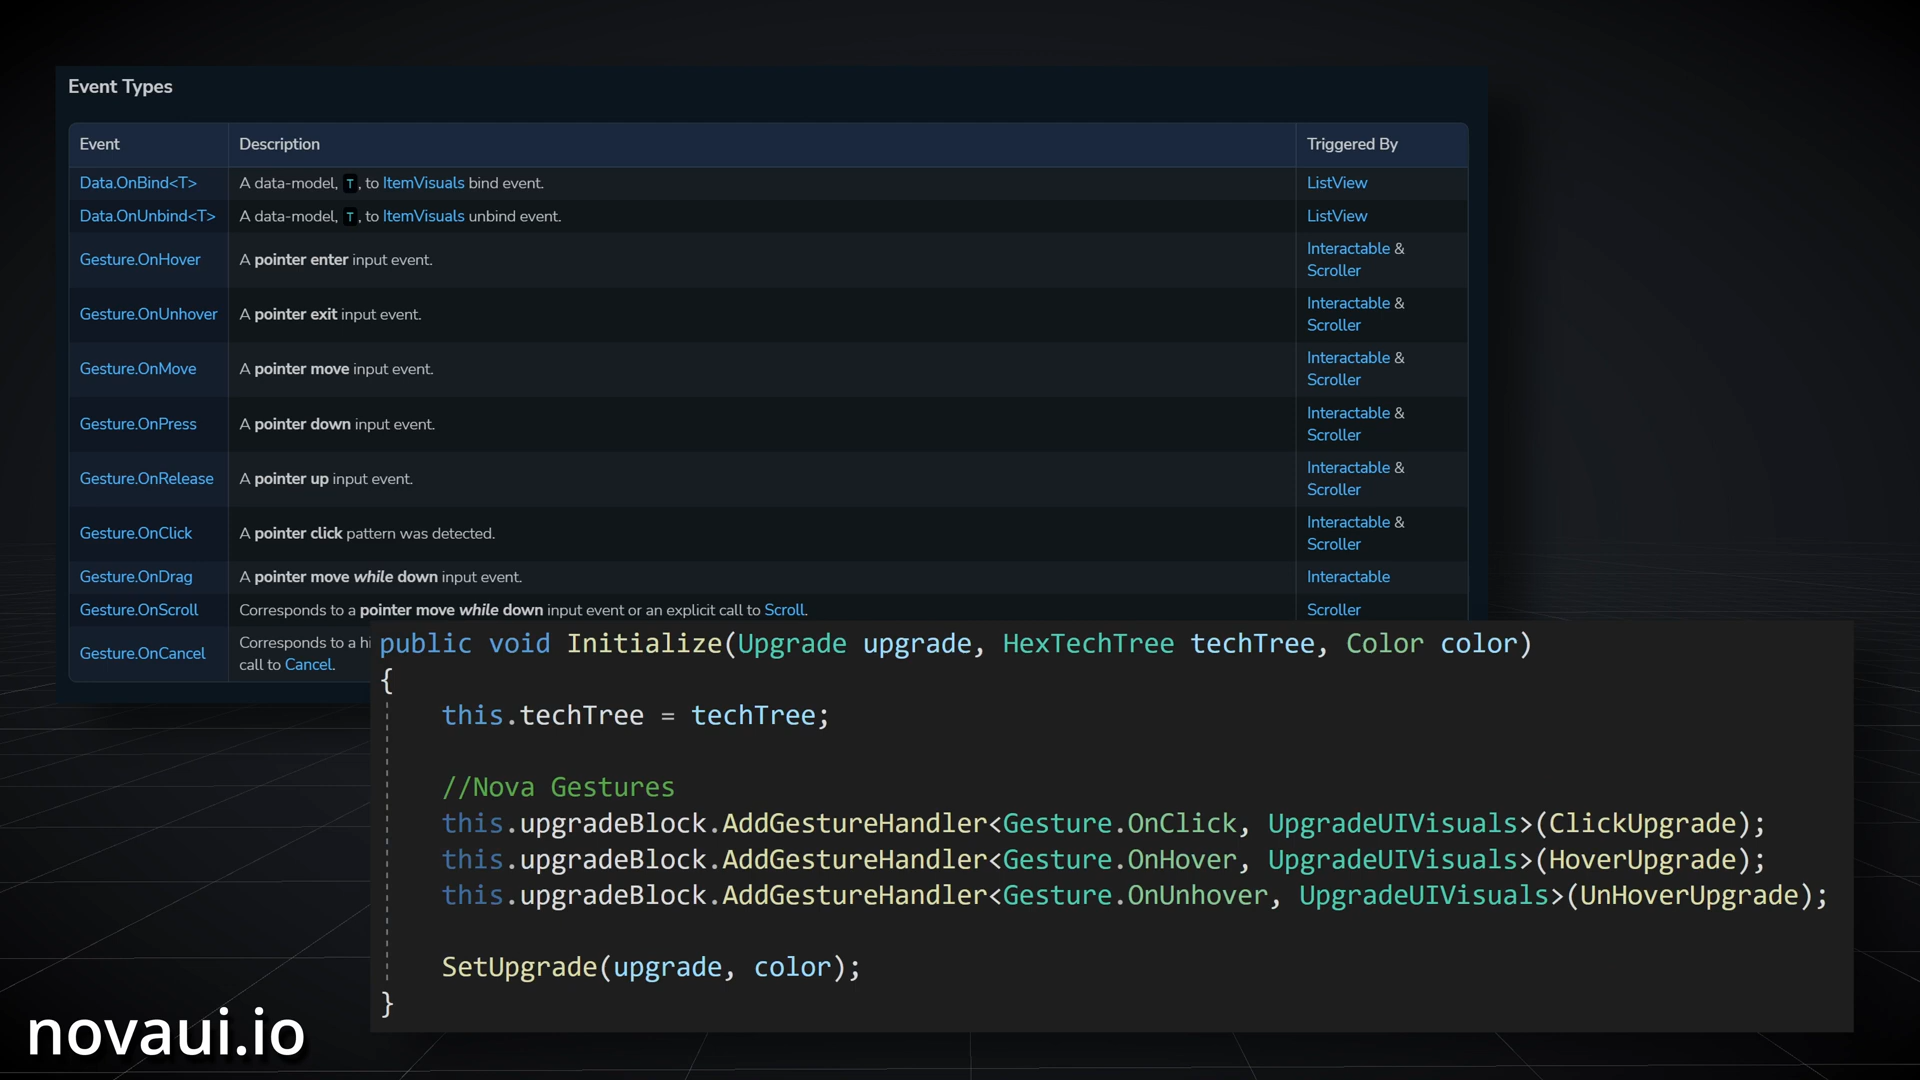 Event Types
Event Description Triggered By
Data.OnBind<T> A data-model, T, to ItemVisuals bind event. ListView
Data.OnUnbind<T> A data-model, T, to ItemVisuals unbind event. ListView
Gesture.OnHover A pointer enter input event. Interactable &
Scroller
Gesture.OnUnhover A pointer exit input event. Interactable &
Scroller
Gesture.OnMove A pointer move input event. Interactable &
Scroller
Gesture.OnPress A pointer down input event. Interactable &
Scroller
Gesture.OnRelease A pointer up input event. Interactable &
Scroller
Gesture.OnClick A pointer click pattern was detected. Interactable &
Scroller
Gesture.OnDrag A pointer move while down input event. Interactable
Gesture.OnScroll Corresponds to a pointer move while down input event or an explicit call to Scroll. Scroller
Gesture.OnCancel Corresponds to a
call to Cancel.
public void Initialize(Upgrade upgrade, HexTechTree techTree, Color color)
{
this.techTree = techTree;
//Nova Gestures
this.upgradeBlock.AddGestureHandler<Gesture.OnClick, UpgradeUIVisuals>(ClickUpgrade);
this.upgradeBlock.AddGestureHandler<Gesture.OnHover, UpgradeUIVisuals>(HoverUpgrade);
this.upgradeBlock.AddGestureHandler<Gesture.OnUnhover, UpgradeUIVisuals>(UnHoverUpgrade);
SetUpgrade(upgrade, color);
}
novaui.io